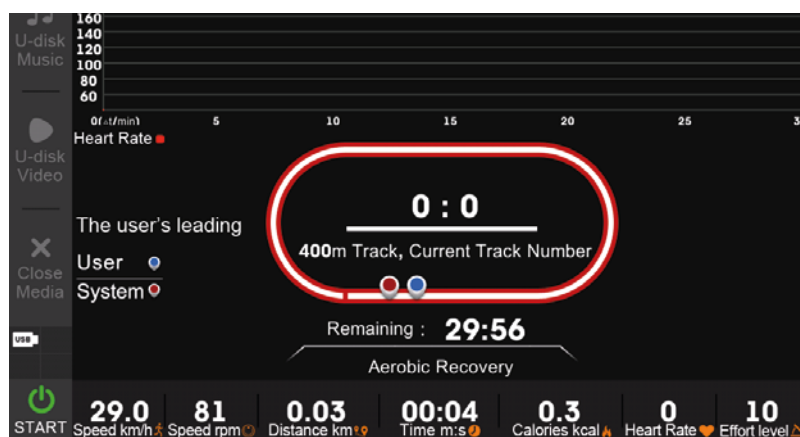 160
140
120
100
80
60
0(△t/min) 5 10 15 20 25 3
Heart Rate
U-disk
Music
U-disk
Video
Close
Media
USB
START
The user's leading
User
System
0 : 0
400m Track, Current Track Number
Remaining : 29:56
Aerobic Recovery
29.0 81 0.03 00:04 0.3 0 10
Speed km/h Speed rpm Distance km Time m:s Calories kcal Heart Rate Effort level